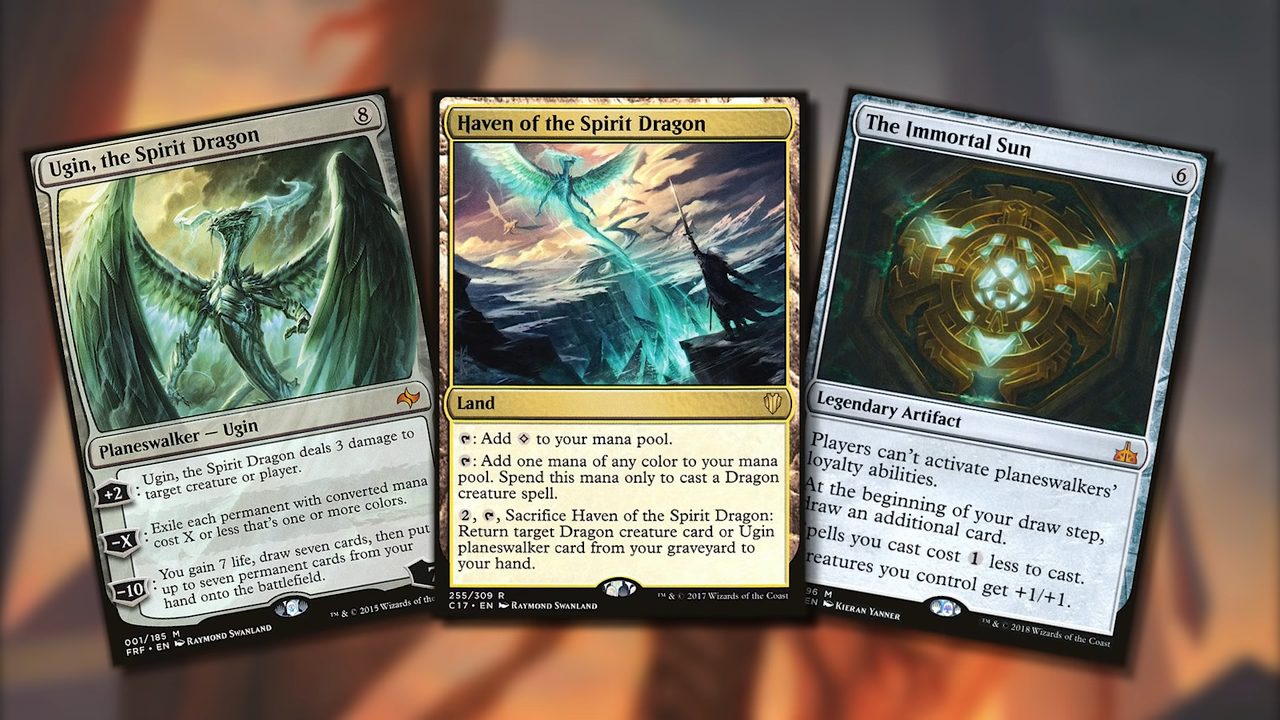 Ugin, the Spirit Dragon
8
Planeswalker — Ugin
+2
: Ugin, the Spirit Dragon deals 3 damage to
target creature or player.
−X
: Exile each permanent with converted mana
cost X or less that's one or more colors.
−10
: You gain 7 life, draw seven cards, then put
up to seven permanent cards from your
hand onto the battlefield.
7
001/185 M
FRF • EN RAYMOND SWANLAND
™ & © 2015 Wizards of the
Haven of the Spirit Dragon
Land
: Add to your mana pool.
: Add one mana of any color to your mana
pool. Spend this mana only to cast a Dragon
creature spell.
2, , Sacrifice Haven of the Spirit Dragon:
Return target Dragon creature card or Ugin
planeswalker card from your graveyard to
your hand.
255/309 R
C17 • EN RAYMOND SWANLAND
™ & © 2017 Wizards of the Coast
The Immortal Sun
6
Legendary Artifact
Players can't activate planeswalkers'
loyalty abilities.
At the beginning of your draw step,
draw an additional card.
pells you cast cost 1 less to cast.
reatures you control get +1/+1.
96 M
EN KIERAN YANNER
™ & © 2018 Wizards of the Coast